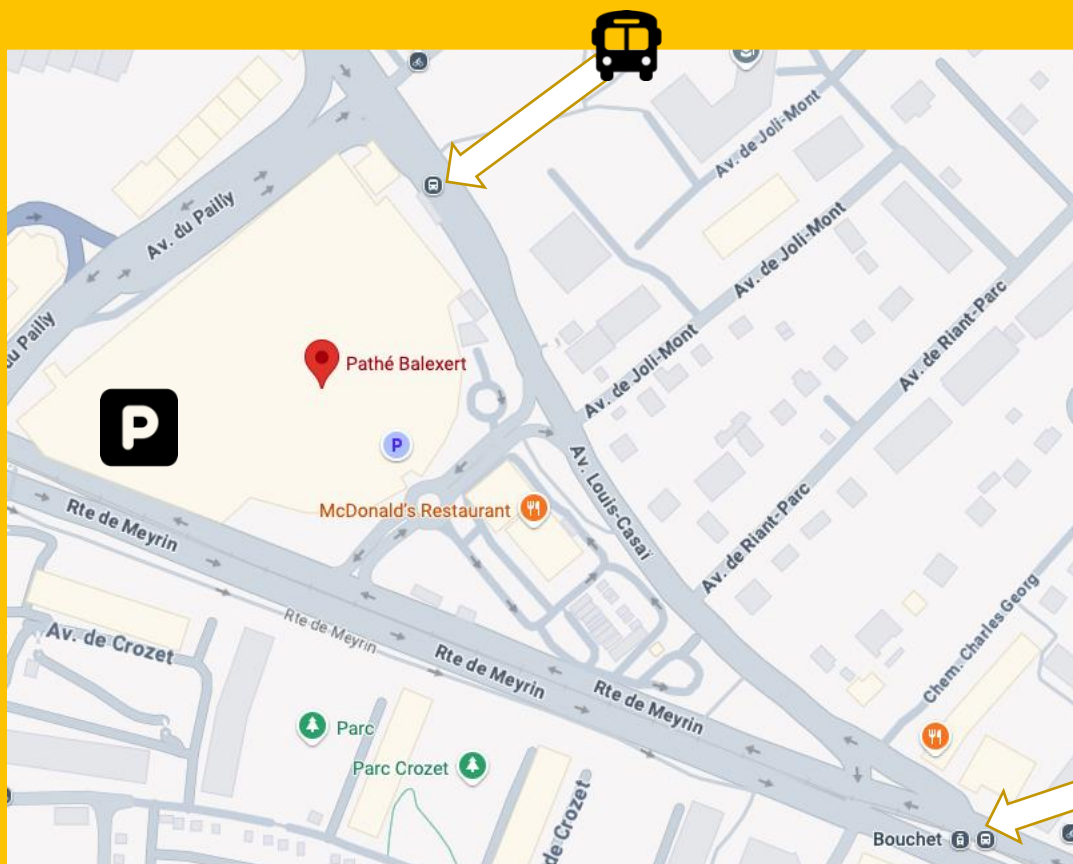 Av. de Joli-Mont
Av. du Pailly
Av. de Joli-Mont
Av. de Riant-Parc
du Pailly
Pathé Balexert
Av. de Joli-Mont
P
P
Av. Louis-Casaï
McDonald's Restaurant
Rte de Meyrin
Av. de Riant-Parc
Chem. Charles Georg
Rte de Meyrin
Av. de Crozet
Rte de Meyrin
Rte de Meyrin
Parc
Parc Crozet
de Crozet
Bouchet